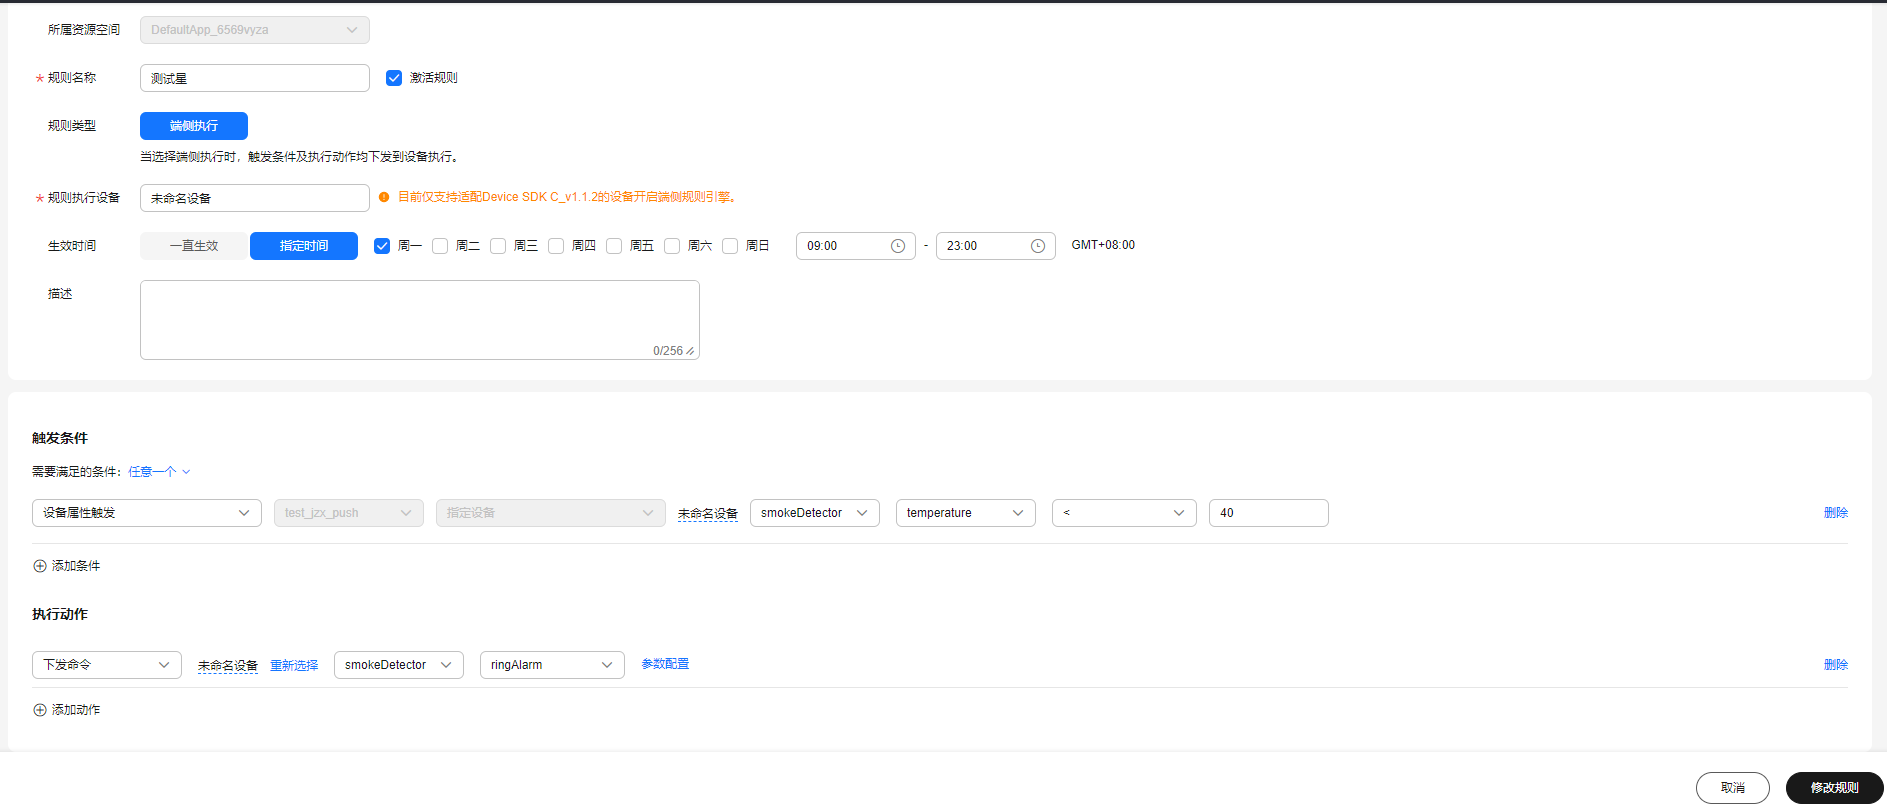 所属资源空间 DefaultApp_6569vyza
* 规则名称 测试星 激活规则
规则类型 端侧执行
当选择端侧执行时，触发条件及执行动作均下发到设备执行。
* 规则执行设备 未命名设备 目前仅支持适配Device SDK C_v1.1.2的设备开启端侧规则引擎。
生效时间 一直生效 指定时间 周一 周二 周三 周四 周五 周六 周日 09:00 - 23:00 GMT+08:00
描述
0/256
触发条件
需要满足的条件： 任意一个
设备属性触发 test_jzx_push 指定设备 未命名设备 smokeDetector temperature < 40 删除
添加条件
执行动作
下发命令 未命名设备 重新选择 smokeDetector ringAlarm 参数配置 删除
添加动作
取消 修改规则